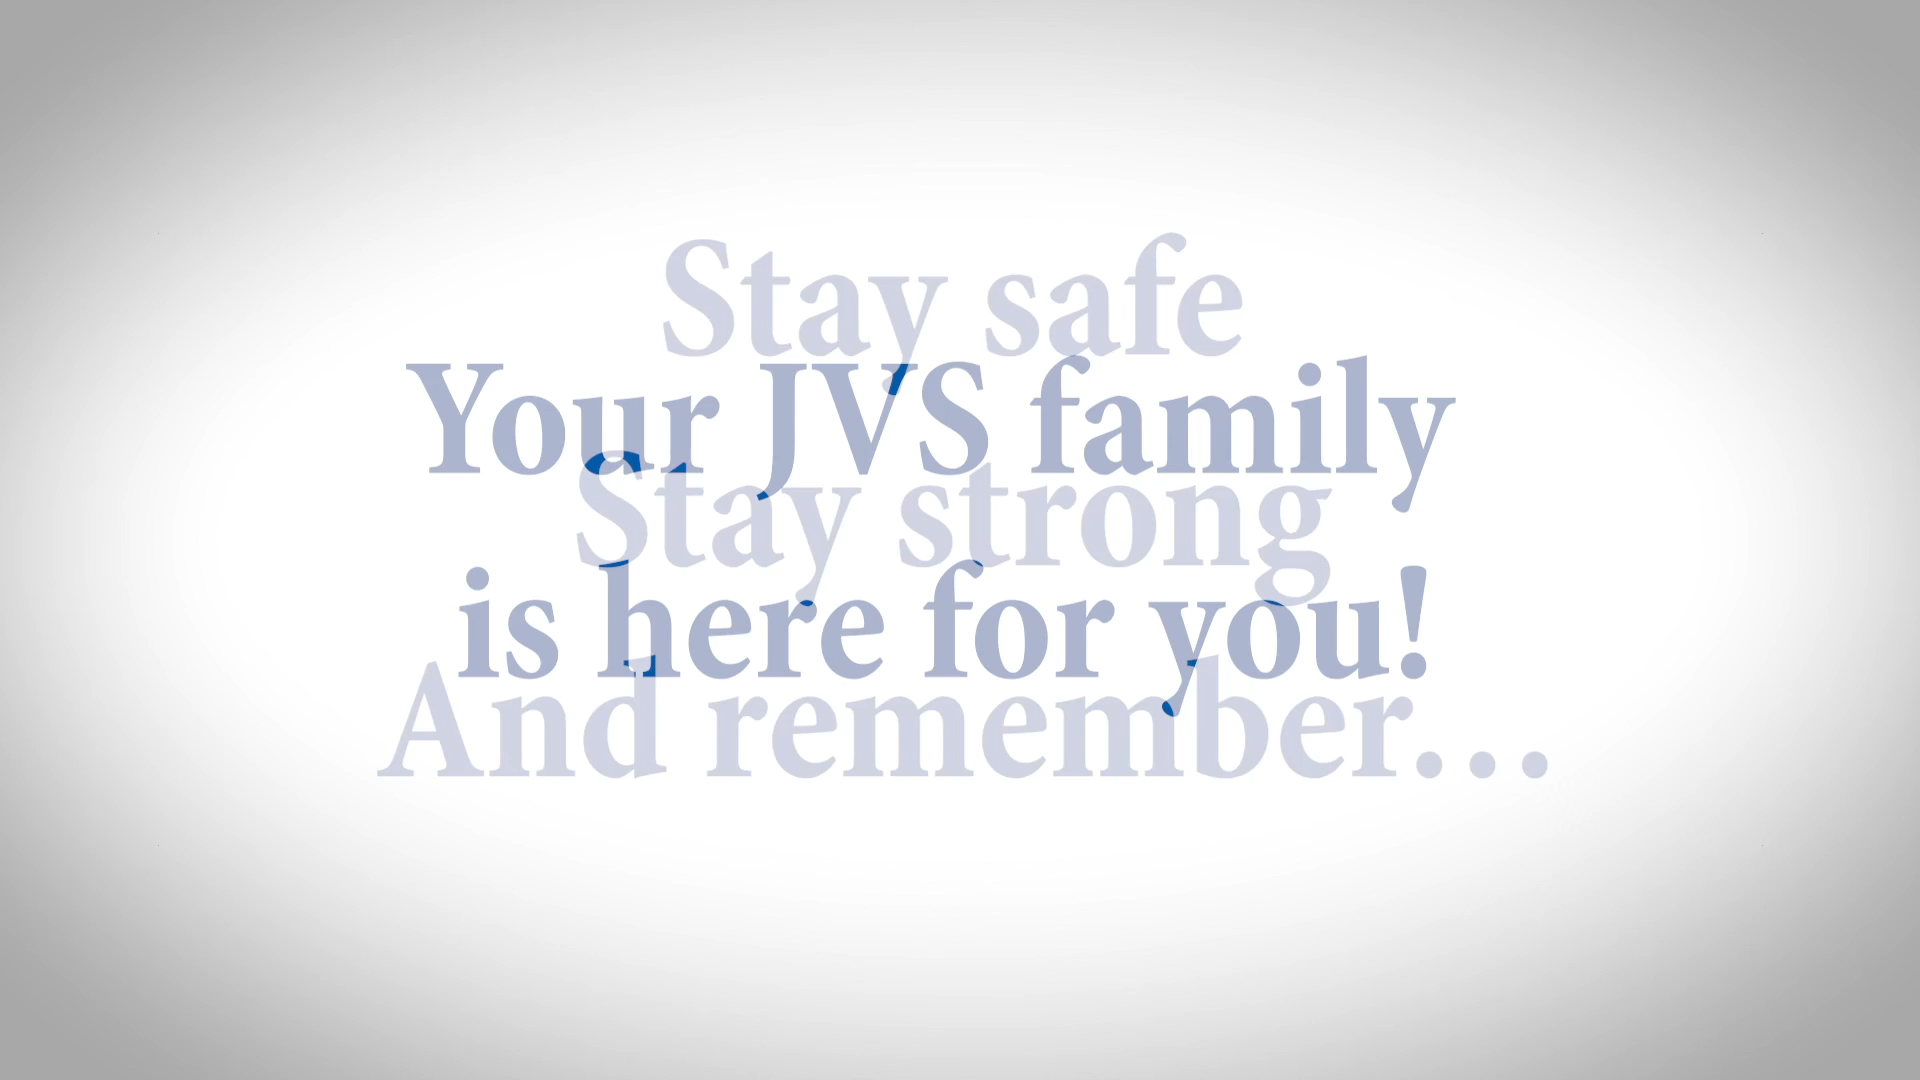 Stay safe
Your JVS family
Stay strong
is here for you!
And remember...